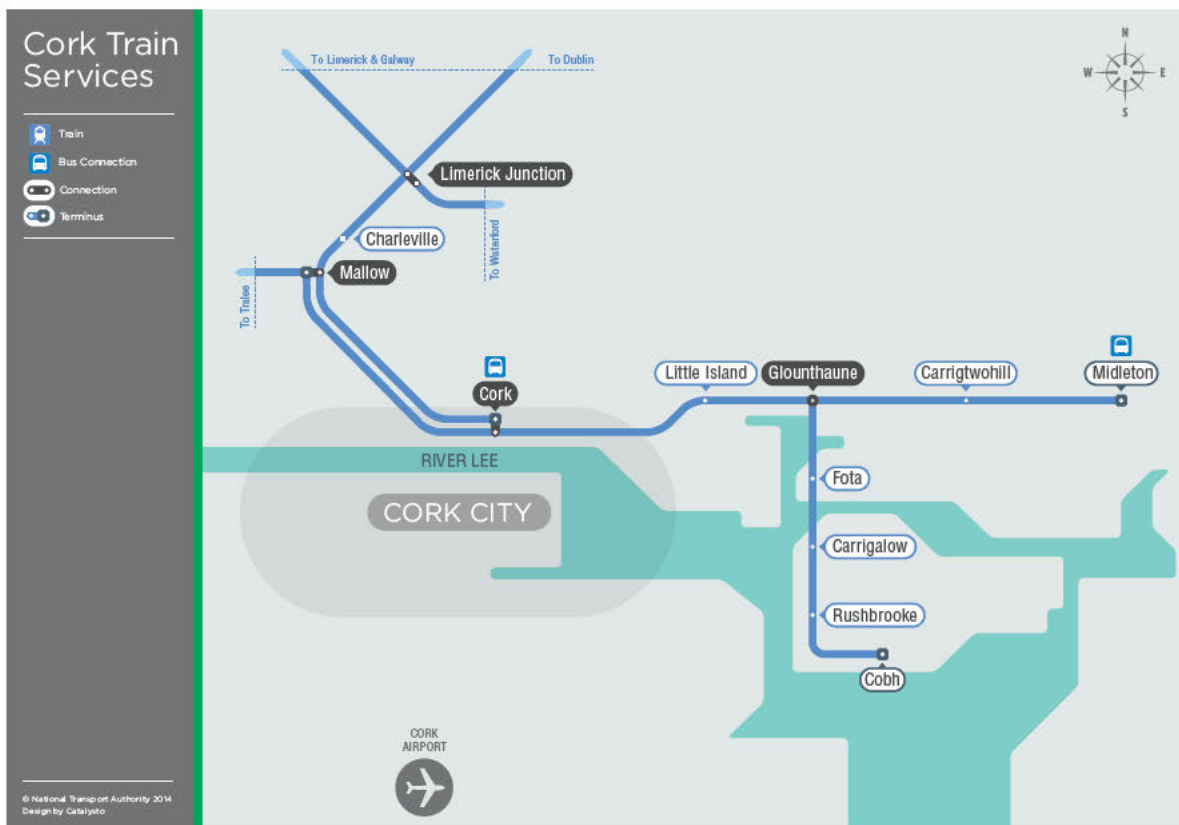 Cork Train
Services
Train
Bus Connection
Connection
Terminus
© National Transport Authority 2014
Design by Catalysto
To Limerick & Galway
To Dublin
N
W
E
S
Limerick Junction
To Waterford
Charleville
Mallow
To Tralee
Cork
Little Island
Glounthaune
Carrigtwohill
Midleton
RIVER LEE
CORK CITY
Fota
Carrigalow
Rushbrooke
Cobh
CORK
AIRPORT